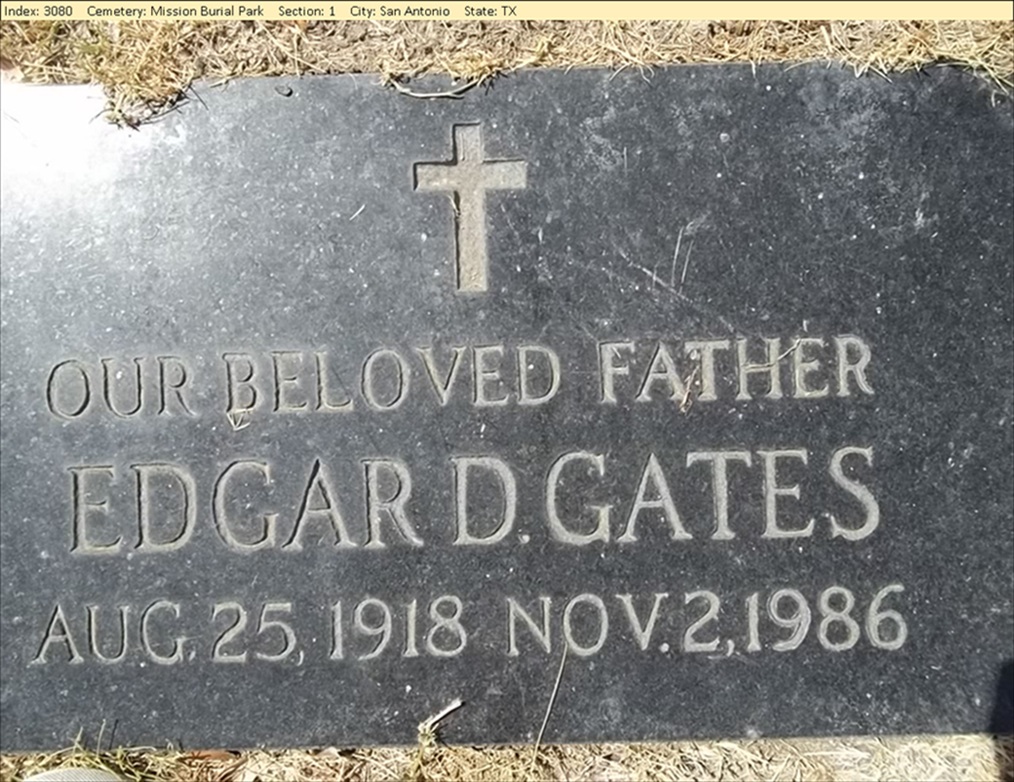 Index: 3080 Cemetery: Mission Burial Park Section: 1 City: San Antonio State: TX
OUR BELOVED FATHER
EDGAR D. GATES
AUG. 25, 1918 NOV. 2, 1986